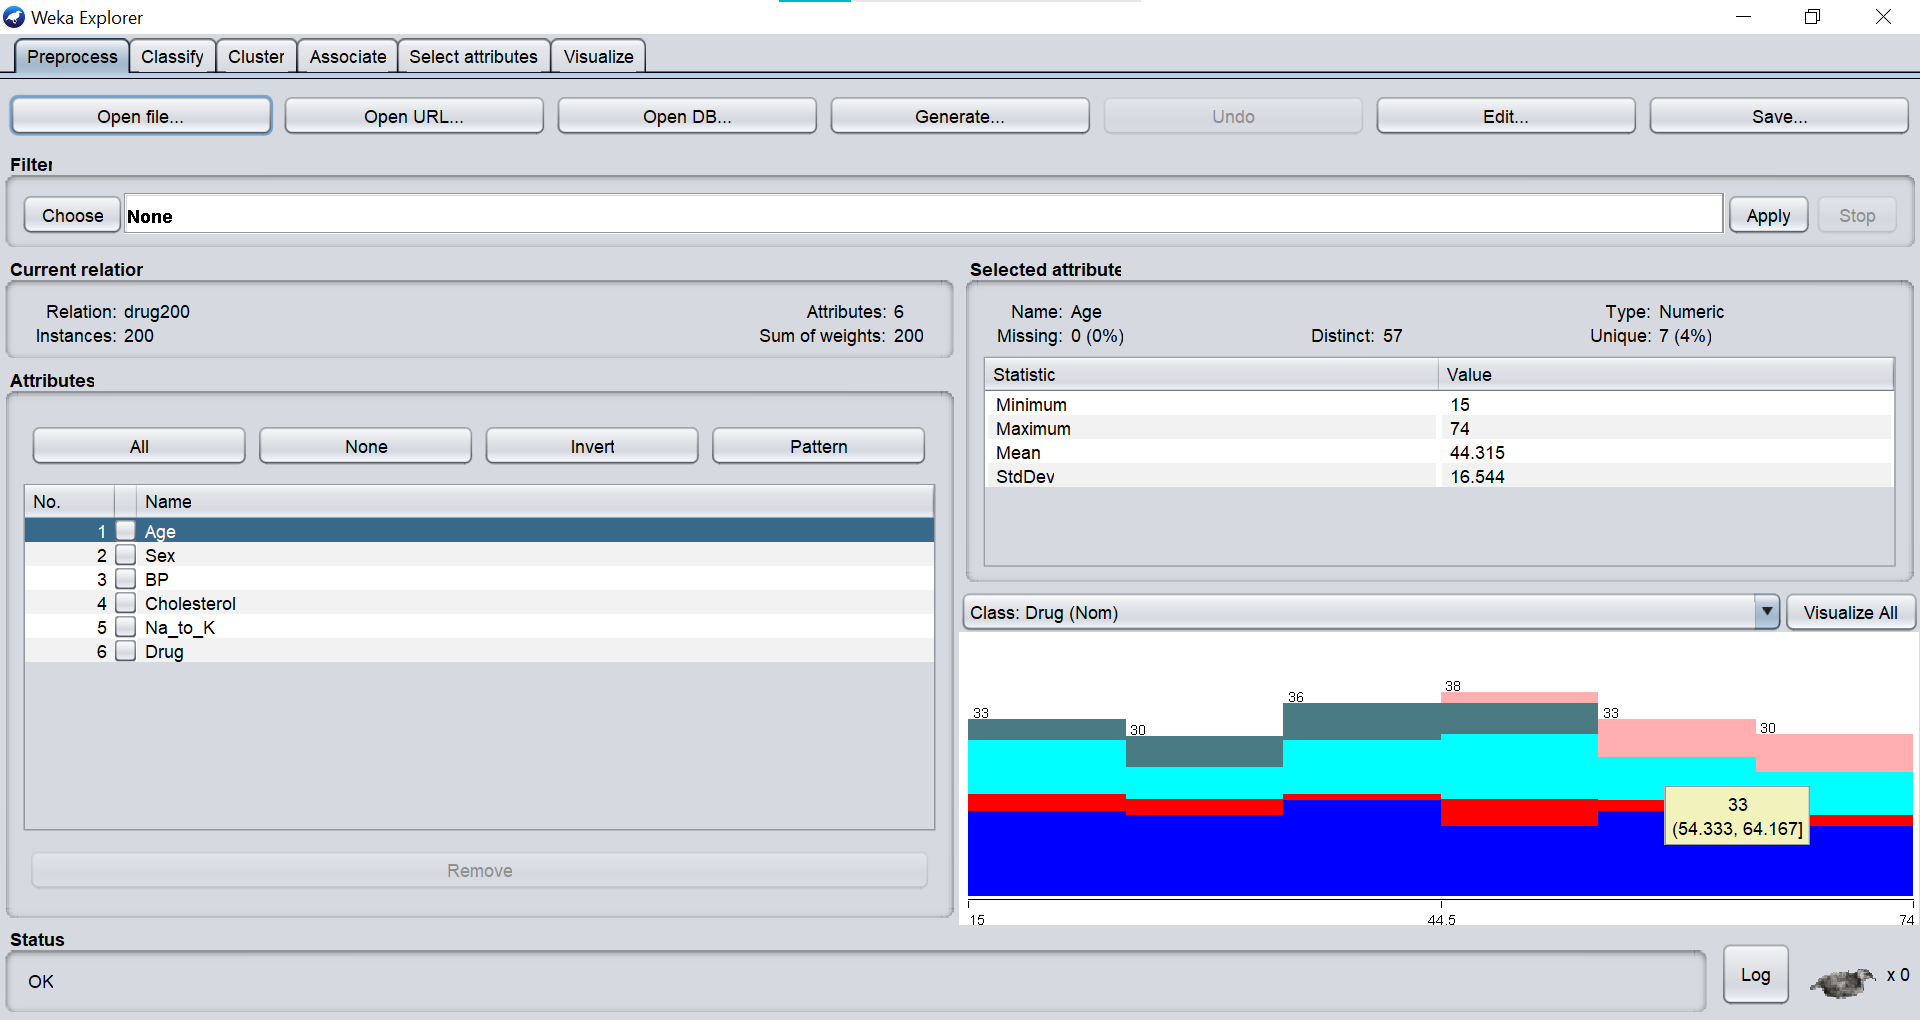 Weka Explorer
Preprocess Classify Cluster Associate Select attributes Visualize
Open file... Open URL... Open DB... Generate... Undo Edit... Save...
Filter
Choose None Apply Stop
Current relation
Relation: drug200 Attributes: 6
Instances: 200 Sum of weights: 200
Attributes
All None Invert Pattern
No. Name
1 Age
2 Sex
3 BP
4 Cholesterol
5 Na_to_K
6 Drug
Remove
Selected attribute
Name: Age Type: Numeric
Missing: 0 (0%) Distinct: 57 Unique: 7 (4%)
Statistic Value
Minimum 15
Maximum 74
Mean 44.315
StdDev 16.544
Class: Drug (Nom) Visualize All
33 30 36 38 33 30
33
(54.333, 64.167]
15 44.5 74
Status
OK
Log x 0